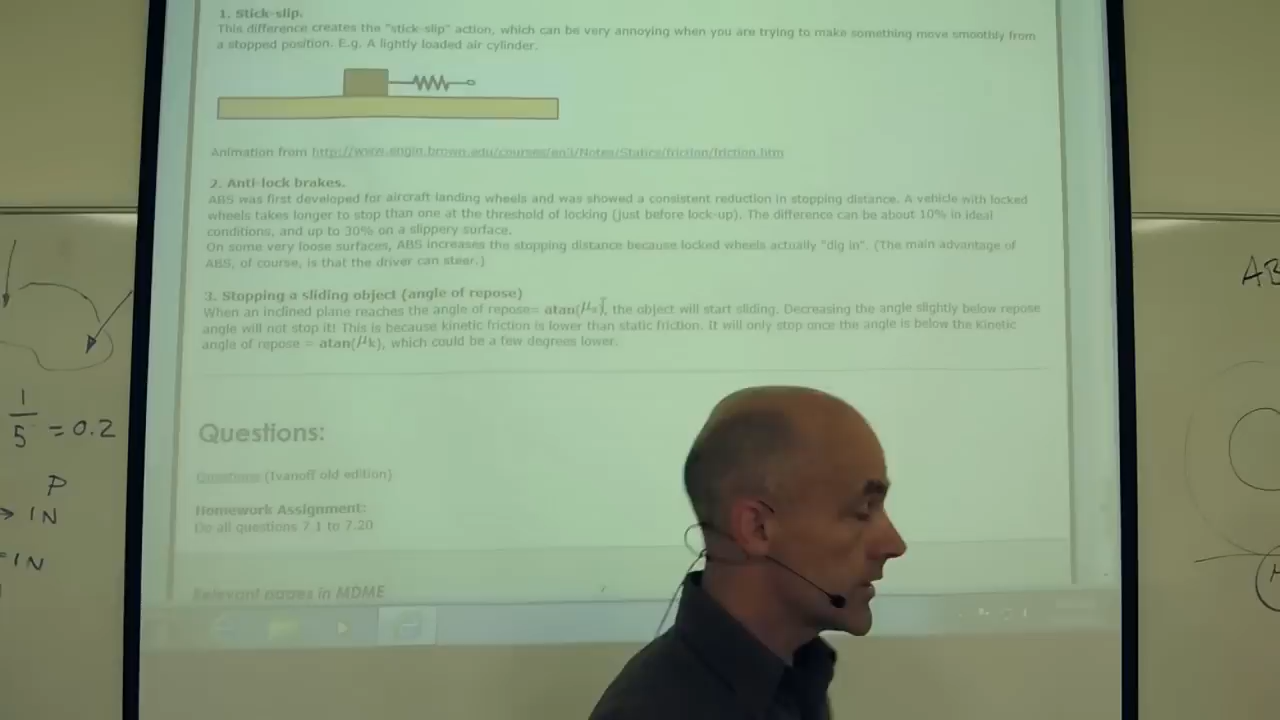 1. Stick-slip.
This difference creates the "stick-slip" action, which can be very annoying when you are trying to make something move smoothly from
a stopped position. E.g. A lightly loaded air cylinder.
Animation from http://www.engin.brown.edu/courses/en3/Notes/Statics/friction/friction.htm
2. Anti-lock brakes.
ABS was first developed for aircraft landing wheels and was showed a consistent reduction in stopping distance. A vehicle with locked
wheels takes longer to stop than one at the threshold of locking (just before lock-up). The difference can be about 10% in ideal
conditions, and up to 30% on a slippery surface.
On some very loose surfaces, ABS increases the stopping distance because locked wheels actually "dig in". (The main advantage of
ABS, of course, is that the driver can steer.)
3. Stopping a sliding object (angle of repose)
When an inclined plane reaches the angle of repose= atan(μs), the object will start sliding. Decreasing the angle slightly below repose
angle will not stop it! This is because kinetic friction is lower than static friction. It will only stop once the angle is below the Kinetic
angle of repose = atan(μk), which could be a few degrees lower.
Questions:
Questions (Ivanoff old edition)
Homework Assignment:
Do all questions 7.1 to 7.20
Relevant pages in MDME
1/5 = 0.2
P
→ IN
= IN
AB